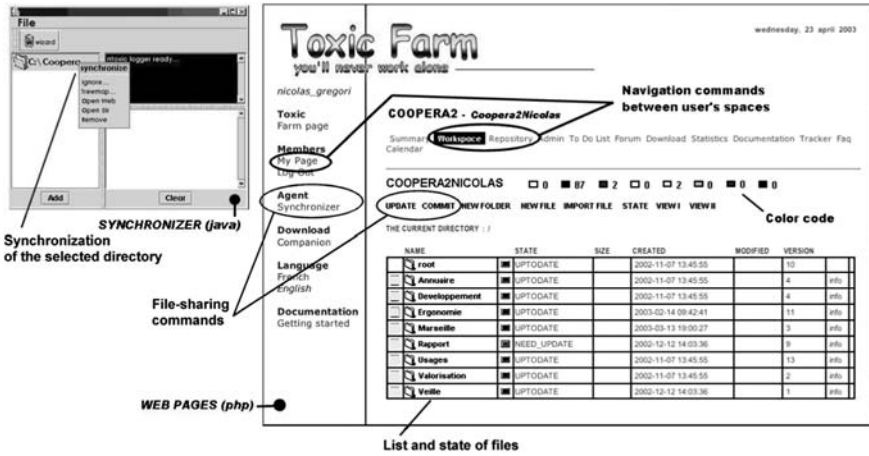 File
wizard
C:\Coopera
synchronize
ignore...
treemap...
Open Web
Open
Remove
ntoxic logger ready...
Add
Clear
SYNCHRONIZER (java)
Synchronization
of the selected directory
File-sharing
commands
WEB PAGES (php)
Toxic Farm
you'll never work alone
wednesday, 23 april 2003
nicolas_gregori
Toxic
Farm page
Members
My Page
Log Out
Agent
Synchronizer
Download
Companion
Language
French
English
Documentation
Getting started
Navigation commands
between user's spaces
COOPERA2 - Coopera2Nicolas
Summary Workspace Repository Admin To Do List Forum Download Statistics Documentation Tracker Faq
Calendar
COOPERA2NICOLAS 0 87 2 0 2 0 0 0
UPDATE COMMIT NEW FOLDER NEW FILE IMPORT FILE STATE VIEW I VIEW II
Color code
THE CURRENT DIRECTORY : /
NAME STATE SIZE CREATED MODIFIED VERSION
root UPTODATE 2002-11-07 13:45:55 10
Annuaire UPTODATE 2002-11-07 13:45:55 4 info
Developpement UPTODATE 2002-11-07 13:45:55 4 info
Ergonomie UPTODATE 2003-02-14 09:42:41 11 info
Marseille UPTODATE 2003-03-13 19:00:27 3 info
Rapport NEED_UPDATE 2002-12-12 14:03:36 9 info
Usages UPTODATE 2002-11-07 13:45:55 13 info
Valorisation UPTODATE 2002-11-07 13:45:55 2 info
Veille UPTODATE 2002-12-12 14:03:36 1 info
List and state of files